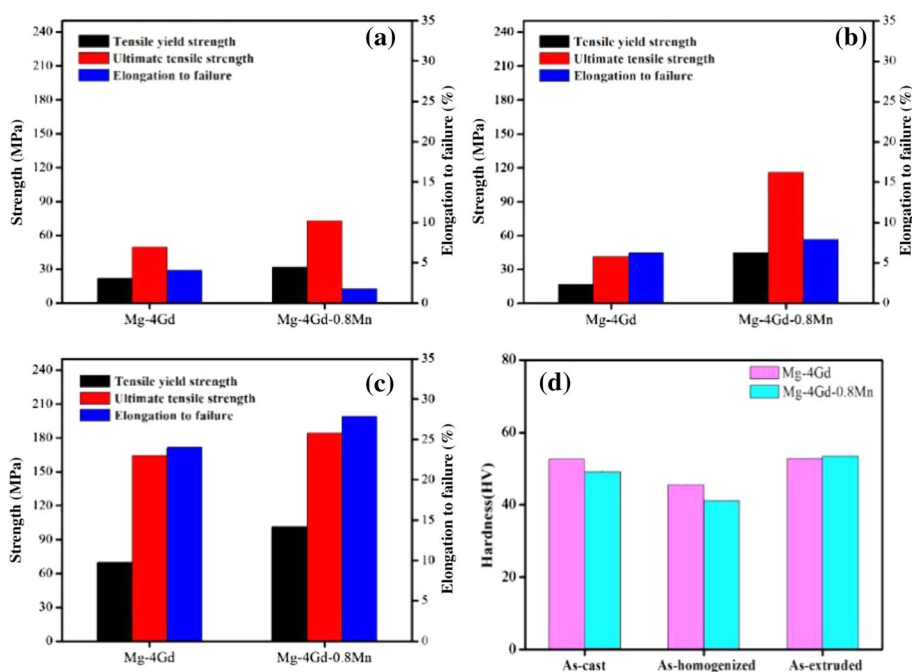 (a)
Tensile yield strength
Ultimate tensile strength
Elongation to failure
Strength (MPa)
240
210
180
150
120
90
60
30
0
Elongation to failure (%)
35
30
25
20
15
10
5
0
Mg-4Gd
Mg-4Gd-0.8Mn
(b)
Tensile yield strength
Ultimate tensile strength
Elongation to failure
Strength (MPa)
240
210
180
150
120
90
60
30
0
Elongation to failure (%)
35
30
25
20
15
10
5
0
Mg-4Gd
Mg-4Gd-0.8Mn
(c)
Tensile yield strength
Ultimate tensile strength
Elongation to failure
Strength (MPa)
240
210
180
150
120
90
60
30
0
Elongation to failure (%)
35
30
25
20
15
10
5
0
Mg-4Gd
Mg-4Gd-0.8Mn
(d)
Mg-4Gd
Mg-4Gd-0.8Mn
Hardness(HV)
80
60
40
20
0
As-cast
As-homogenized
As-extruded